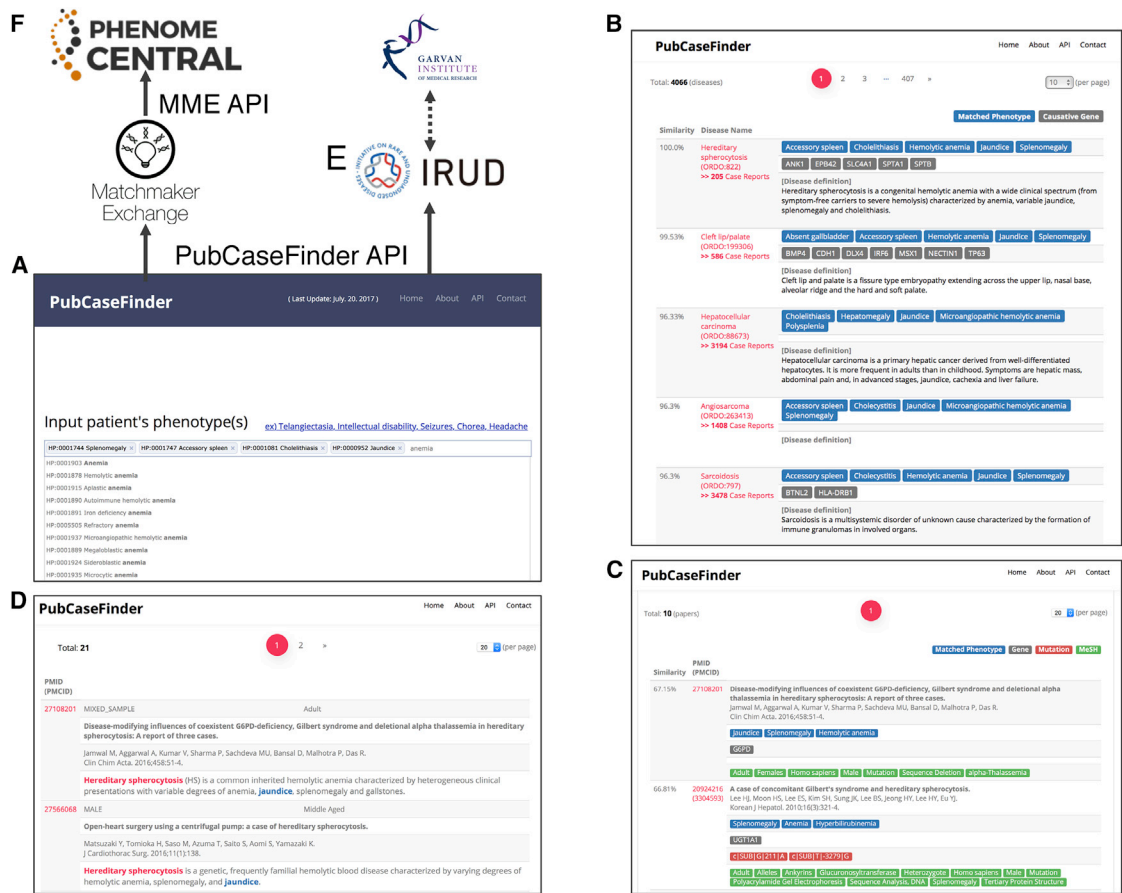 F
PHENOME
CENTRAL
GARVAN
INSTITUTE
OF MEDICAL RESEARCH
MME API
Matchmaker
Exchange
E
INITIATIVE ON RARE AND UNDIAGNOSED DISEASES
IRUD
PubCaseFinder API
A
PubCaseFinder
( Last Update: July. 20. 2017 ) Home About API Contact
Input patient's phenotype(s) ex) Telangiectasia, Intellectual disability, Seizures, Chorea, Headache
HP:0001744 Splenomegaly × HP:0001747 Accessory spleen × HP:0001081 Cholelithiasis × HP:0000952 Jaundice × anemia
HP:0001903 Anemia
HP:0001878 Hemolytic anemia
HP:0001915 Aplastic anemia
HP:0001890 Autoimmune hemolytic anemia
HP:0001891 Iron deficiency anemia
HP:0005505 Refractory anemia
HP:0001937 Microangiopathic hemolytic anemia
HP:0001889 Megaloblastic anemia
HP:0001924 Sideroblastic anemia
HP:0001935 Microcytic anemia
B
PubCaseFinder
Home About API Contact
Total: 4066 (diseases) 1 2 3 ... 407 » 10 (per page)
Matched Phenotype Causative Gene
Similarity Disease Name
100.0% Hereditary spherocytosis (ORDO:822) >> 205 Case Reports
Accessory spleen Cholelithiasis Hemolytic anemia Jaundice Splenomegaly
ANK1 EPB42 SLC4A1 SPTA1 SPTB
[Disease definition]
Hereditary spherocytosis is congenital hemolytic anemia with a wide clinical spectrum (from
symptom-free carriers to severe hemolysis) characterized by anemia, variable jaundice,
splenomegaly and cholelithiasis.
99.53% Cleft lip/palate (ORDO:199306) >> 586 Case Reports
Absent gallbladder Accessory spleen Hemolytic anemia Jaundice Splenomegaly
BMP4 CDH1 DLX4 IRF6 MSX1 NECTIN1 TP63
[Disease definition]
Cleft lip and palate is a fissure type embryopathy extending across the upper lip, nasal base,
alveolar ridge and the hard and soft palate.
96.33% Hepatocellular carcinoma (ORDO:88673) >> 3194 Case Reports
Cholelithiasis Hepatomegaly Jaundice Microangiopathic hemolytic anemia
Polysplenia
[Disease definition]
Hepatocellular carcinoma is a primary hepatic cancer derived from well-differentiated
hepatocytes. It is more frequent in adults than in childhood. Symptoms are hepatic mass,
abdominal pain and, in advanced stages, jaundice, cachexia and liver failure.
96.3% Angiosarcoma (ORDO:263413) >> 1408 Case Reports
Accessory spleen Cholecystitis Jaundice Microangiopathic hemolytic anemia
Splenomegaly
[Disease definition]
96.3% Sarcoidosis (ORDO:797) >> 3478 Case Reports
Accessory spleen Cholecystitis Hemolytic anemia Jaundice Splenomegaly
BTNL2 HLA-DRB1
[Disease definition]
Sarcoidosis is a multisystemic disorder of unknown cause characterized by the formation of
immune granulomas in involved organs.
D
PubCaseFinder
Home About API Contact
Total: 21 1 2 » 20 (per page)
PMID
(PMCID)
27108201 MIXED_SAMPLE Adult
Disease-modifying influences of coexistent G6PD-deficiency, Gilbert syndrome and deletional alpha thalassemia in hereditary
spherocytosis: A report of three cases.
Jamwal M, Aggarwal A, Kumar V, Sharma P, Sachdeva MU, Bansal D, Malhotra P, Das R.
Clin Chim Acta. 2016;458:51-4.
Hereditary spherocytosis (HS) is a common inherited hemolytic anemia characterized by heterogeneous clinical
presentations with variable degrees of anemia, jaundice, splenomegaly and gallstones.
27566068 MALE Middle Aged
Open-heart surgery using a centrifugal pump: a case of hereditary spherocytosis.
Matsuzaki Y, Tomioka H, Saso M, Azuma T, Saito S, Aomi S, Yamazaki K.
J Cardiothorac Surg. 2016;11(1):138.
Hereditary spherocytosis is a genetic, frequently familial hemolytic blood disease characterized by varying degrees of
hemolytic anemia, splenomegaly, and jaundice.
C
PubCaseFinder
Home About API Contact
Total: 10 (papers) 1 20 (per page)
Matched Phenotype Gene Mutation MeSH
Similarity PMID (PMCID)
67.15% 27108201 Disease-modifying influences of coexistent G6PD-deficiency, Gilbert syndrome and deletional alpha
thalassemia in hereditary spherocytosis: A report of three cases.
Jamwal M, Aggarwal A, Kumar V, Sharma P, Sachdeva MU, Bansal D, Malhotra P, Das R.
Clin Chim Acta. 2016;458:51-4.
Jaundice Splenomegaly Hemolytic anemia
G6PD
Adult Females Homo sapiens Male Mutation Sequence Deletion alpha-Thalassemia
66.81% 20924216 (3304593) A case of concomitant Gilbert's syndrome and hereditary spherocytosis.
Lee HJ, Moon HS, Lee ES, Kim SH, Sung JK, Lee BS, Jeong HY, Lee HY, Eu YJ.
Korean J Hepatol. 2010;16(3):321-4.
Splenomegaly Anemia Hyperbilirubinemia
UGT1A1
c|SUB|G|211|A c|SUB|T|-3279|G
Adult Alleles Ankyrins Glucuronosyltransferase Heterozygote Homo sapiens Male Mutation
Polyacrylamide Gel Electrophoresis Sequence Analysis, DNA Splenomegaly Tertiary Protein Structure